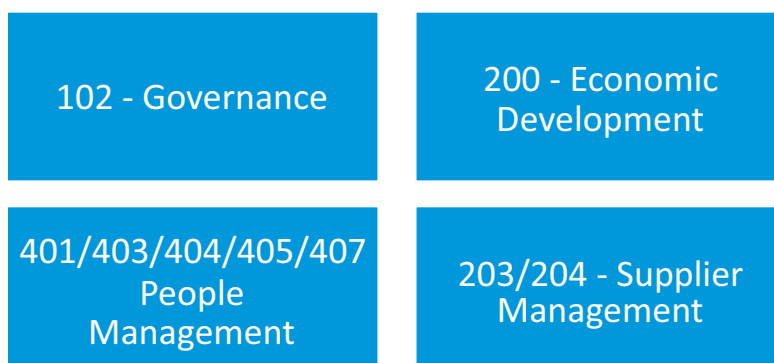 102 - Governance
200 - Economic
Development
401/403/404/405/407
People
Management
203/204 - Supplier
Management